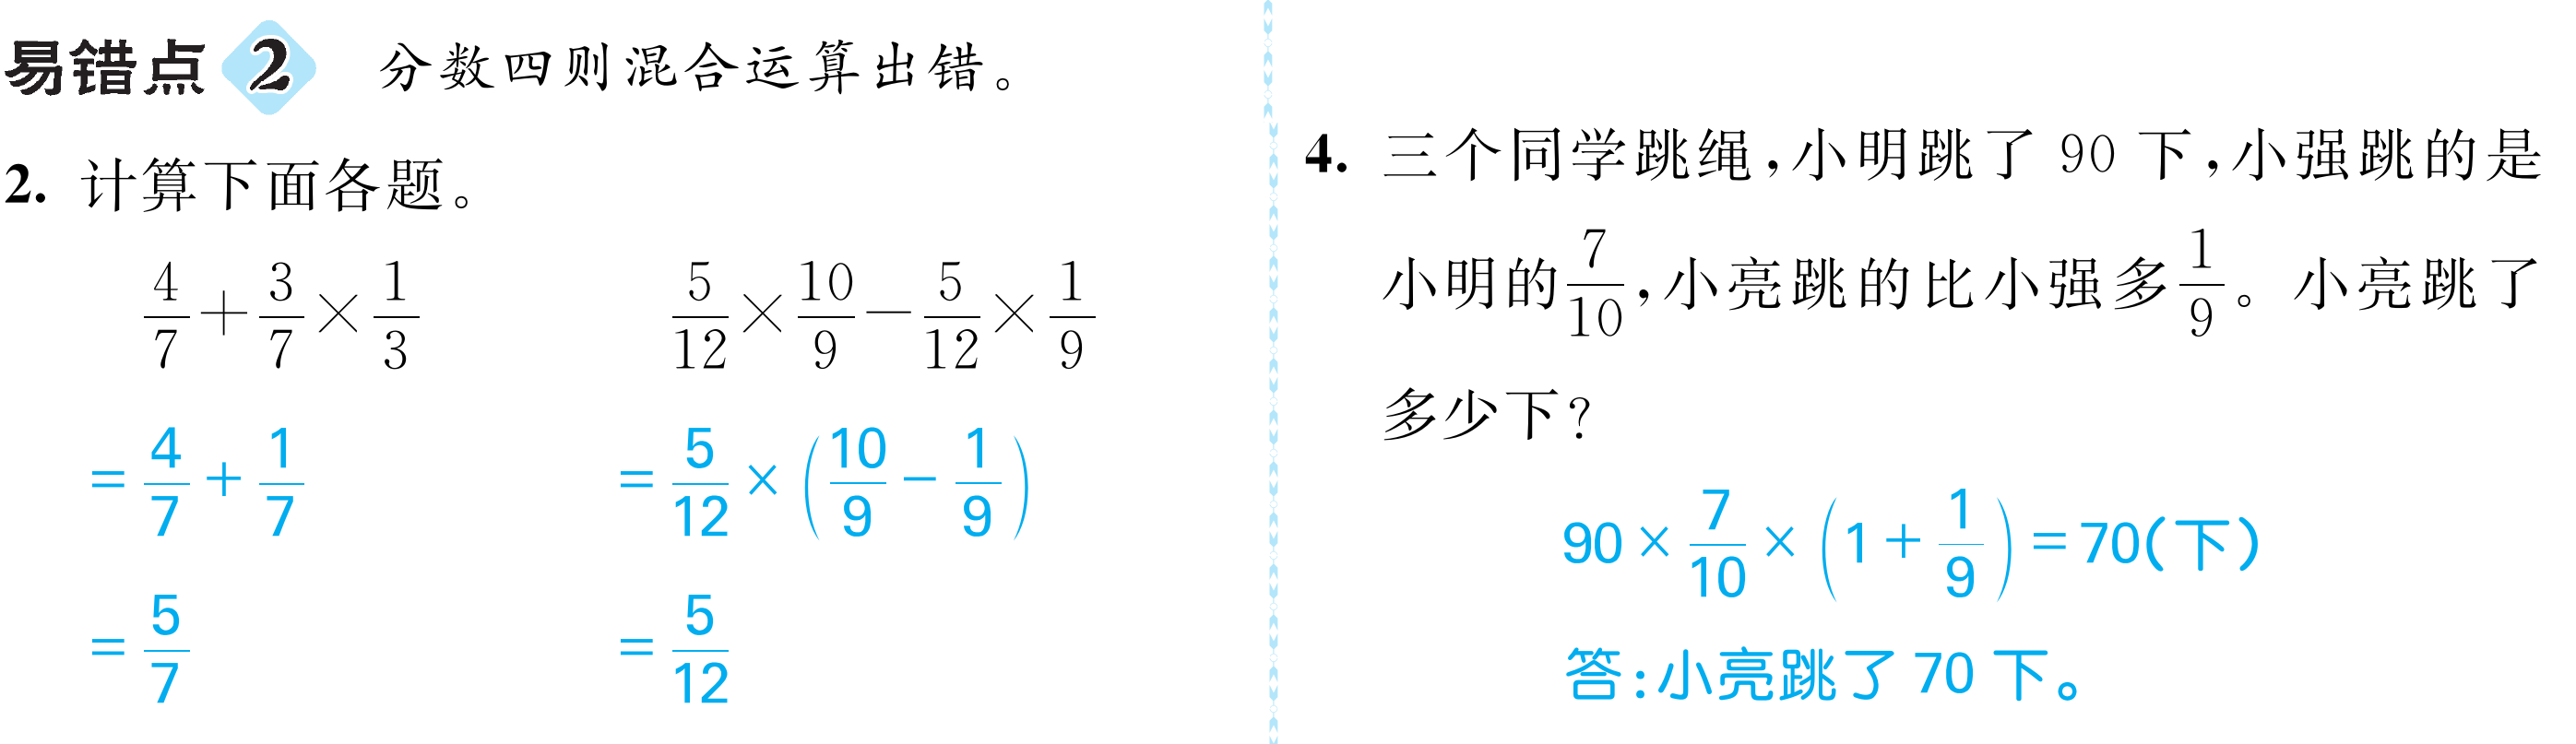 易错点 2 分数四则混合运算出错。
2. 计算下面各题。
4/7+3/7×1/3
=4/7+1/7
=5/7
5/12×10/9-5/12×1/9
=5/12×(10/9-1/9)
=5/12
4. 三个同学跳绳,小明跳了 90 下,小强跳的是
小明的7/10,小亮跳的比小强多1/9。小亮跳了
多少下?
90×7/10×(1+1/9)=70(下)
答:小亮跳了 70 下。